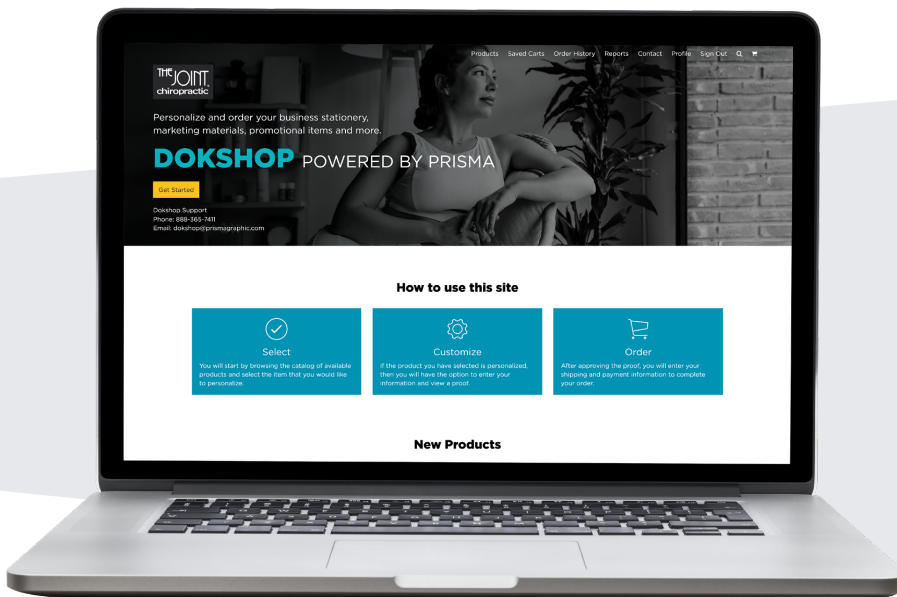 Products Saved Carts Order History Reports Contact Profile Sign Out
THE JOINT
chiropractic
Personalize and order your business stationery,
marketing materials, promotional items and more.
DOKSHOP POWERED BY PRISMA
Get Started
Dokshop Support
Phone: 888-365-7411
Email: dokshop@prismagraphic.com
How to use this site
Select
You will start by browsing the catalog of available
products and select the item that you would like
to personalize.
Customize
If the product you have selected is personalized,
then you will have the option to enter your
information and view a proof.
Order
After approving the proof, you will enter your
shipping and payment information to complete
your order.
New Products